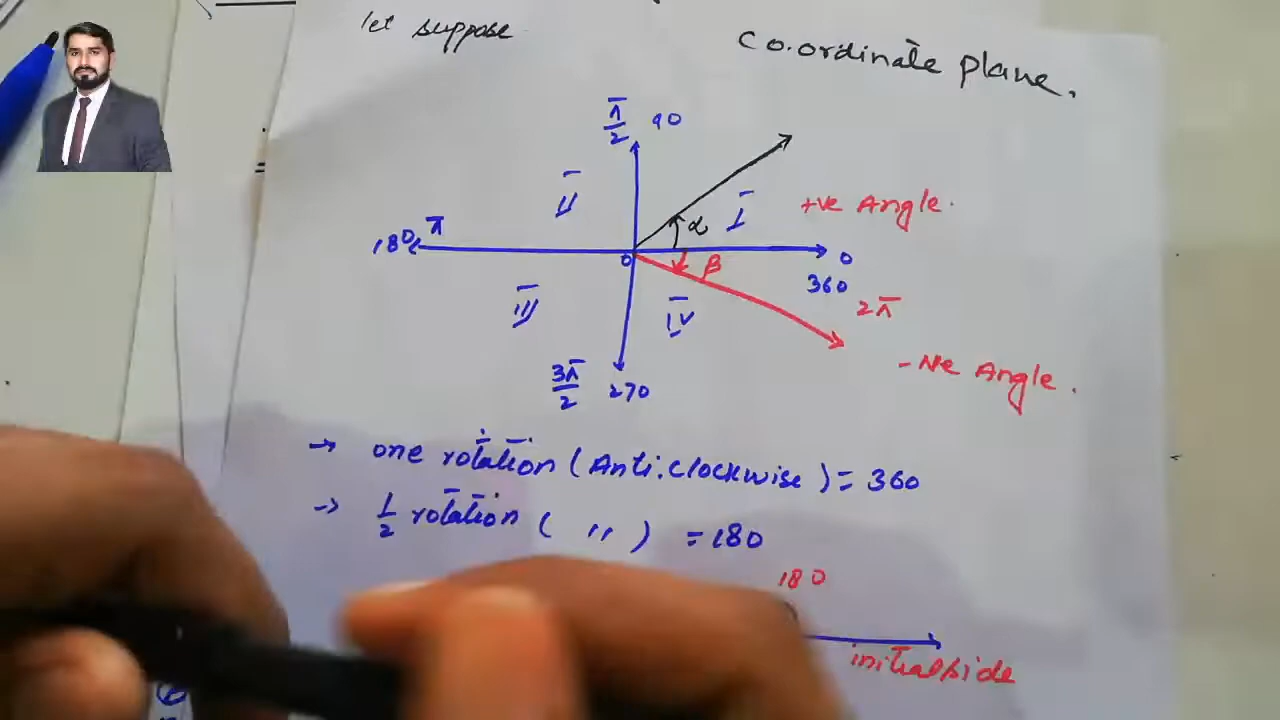 let suppose
Co.ordinate plane.
π/2 90
II
I
+ve Angle.
α
180 π
0
0
β
360
2π
III
IV
-Ne Angle.
3π/2 270
→ one rotation (Anti.clockwise) = 360
→ 1/2 rotation ( 〃 ) = 180
180
initial side